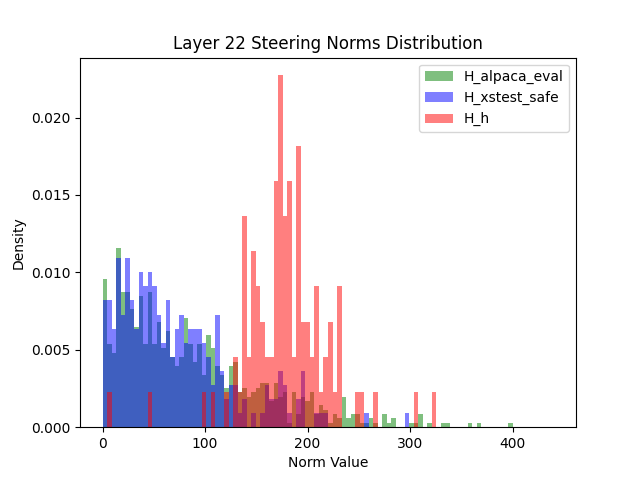 Layer 22 Steering Norms Distribution
H_alpaca_eval
H_xstest_safe
H_h
Density
0.020
0.015
0.010
0.005
0.000
0
100
200
300
400
Norm Value